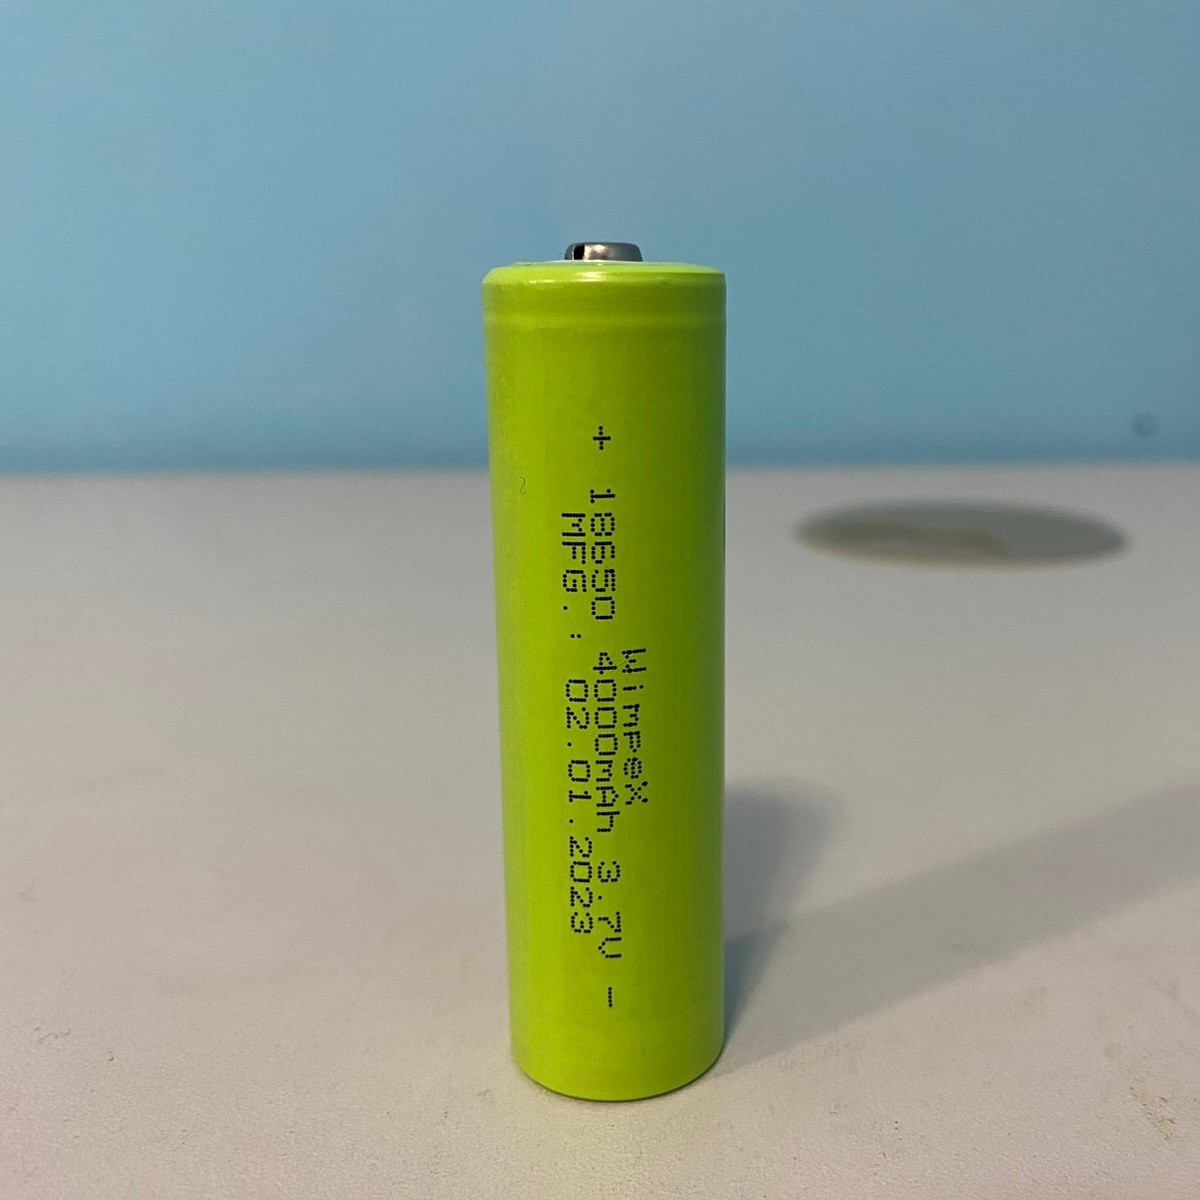 WimpeX
+ 18650 4000mAh 3.7V -
MFG.: 02.01.2023